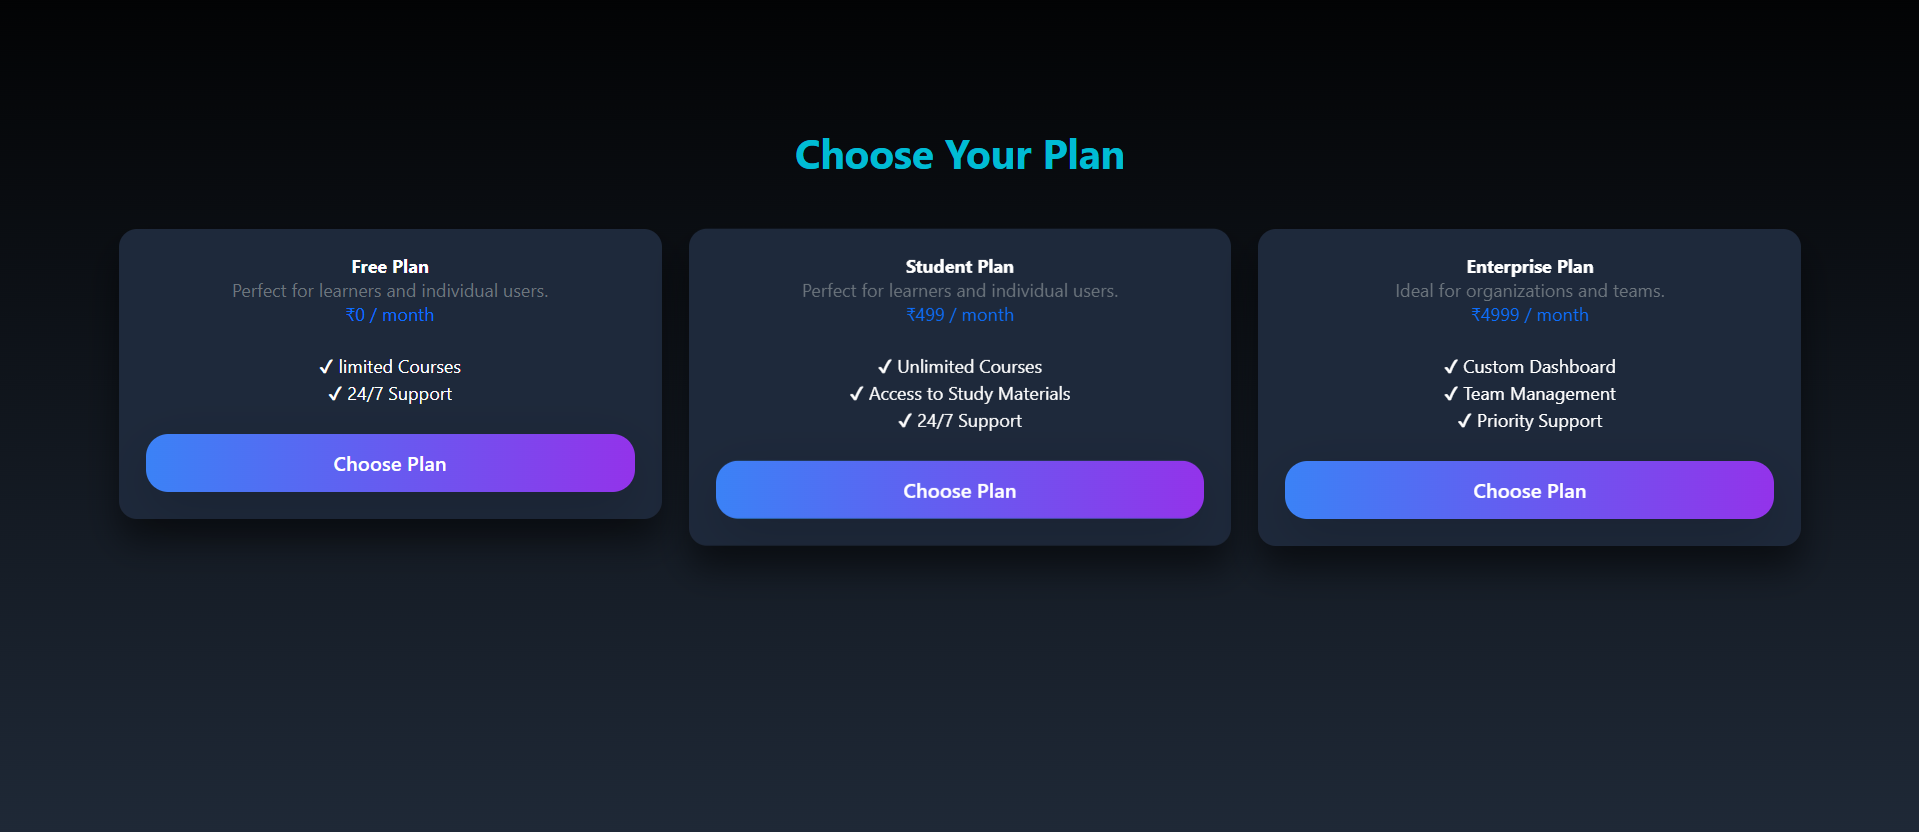 Choose Your Plan
Free Plan
Perfect for learners and individual users.
₹0 / month
✓ limited Courses
✓ 24/7 Support
Choose Plan
Student Plan
Perfect for learners and individual users.
₹499 / month
✓ Unlimited Courses
✓ Access to Study Materials
✓ 24/7 Support
Choose Plan
Enterprise Plan
Ideal for organizations and teams.
₹4999 / month
✓ Custom Dashboard
✓ Team Management
✓ Priority Support
Choose Plan